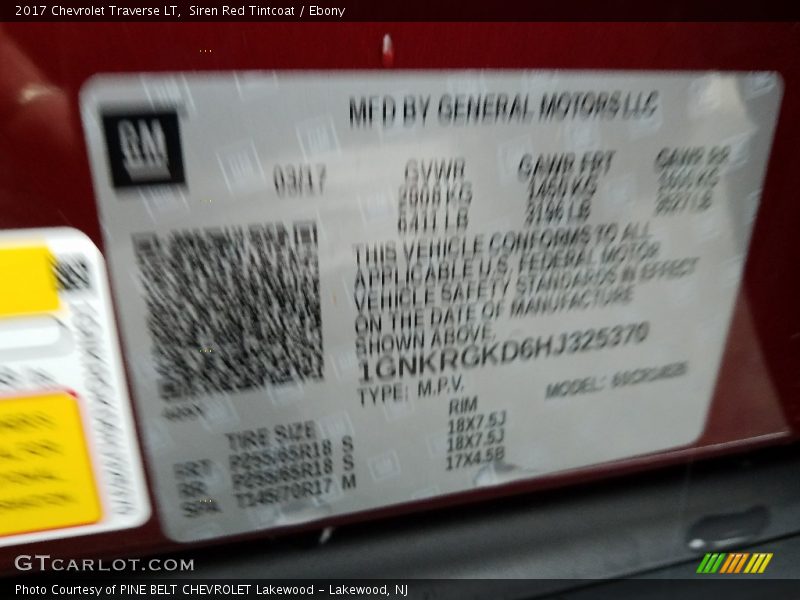 2017 Chevrolet Traverse LT, Siren Red Tintcoat / Ebony
GM
MFD BY GENERAL MOTORS LLC
03/17 GVWR GAWR FRT GAWR RR
KG 1450 KG KG
6411 LB 3196 LB LB
THIS VEHICLE CONFORMS TO ALL
APPLICABLE U.S. FEDERAL MOTOR
VEHICLE SAFETY STANDARDS IN EFFECT
ON THE DATE OF MANUFACTURE
SHOWN ABOVE.
1GNKRGKD6HJ325370
TYPE: M.P.V. MODEL:
TIRE SIZE RIM
FRT P255/65R18 S 18X7.5J
RR P255/65R18 S 18X7.5J
SPA T145/70R17 M 17X4.5B
GTCARLOT.COM
Photo Courtesy of PINE BELT CHEVROLET Lakewood - Lakewood, NJ